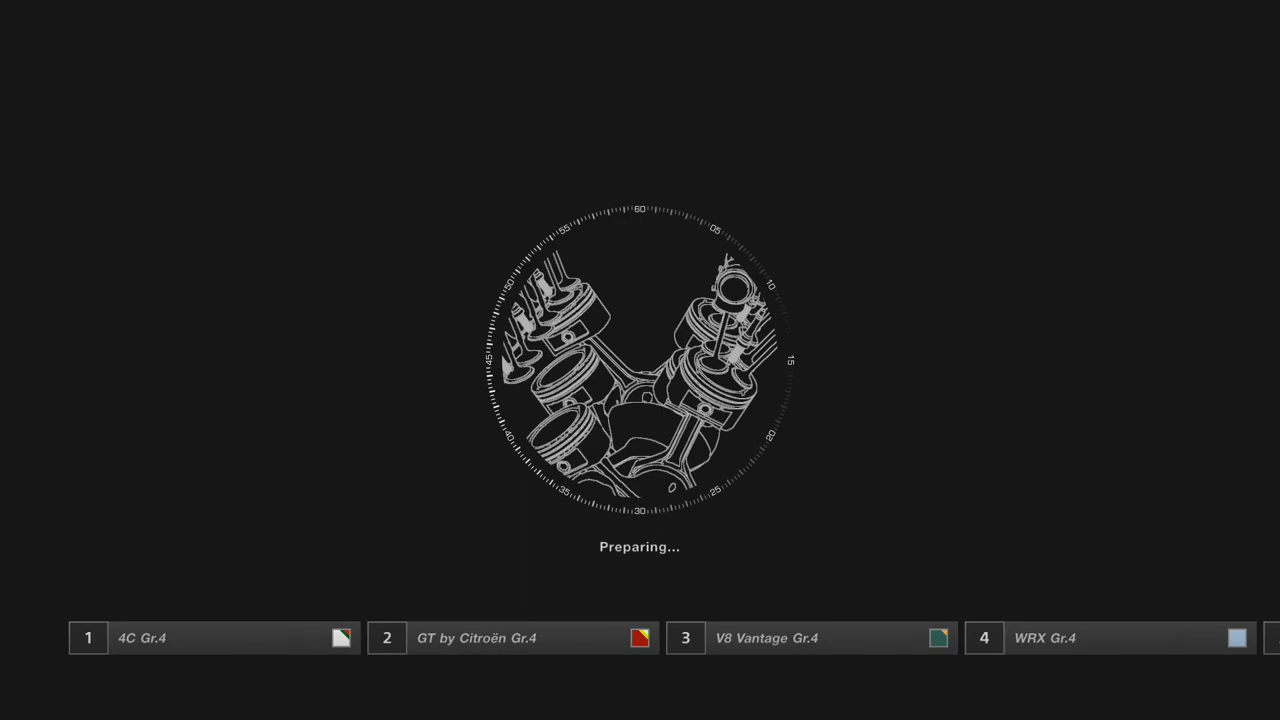 60
55
05
50
10
45
15
40
20
35
25
30
Preparing...
1 4C Gr.4
2 GT by Citroën Gr.4
3 V8 Vantage Gr.4
4 WRX Gr.4